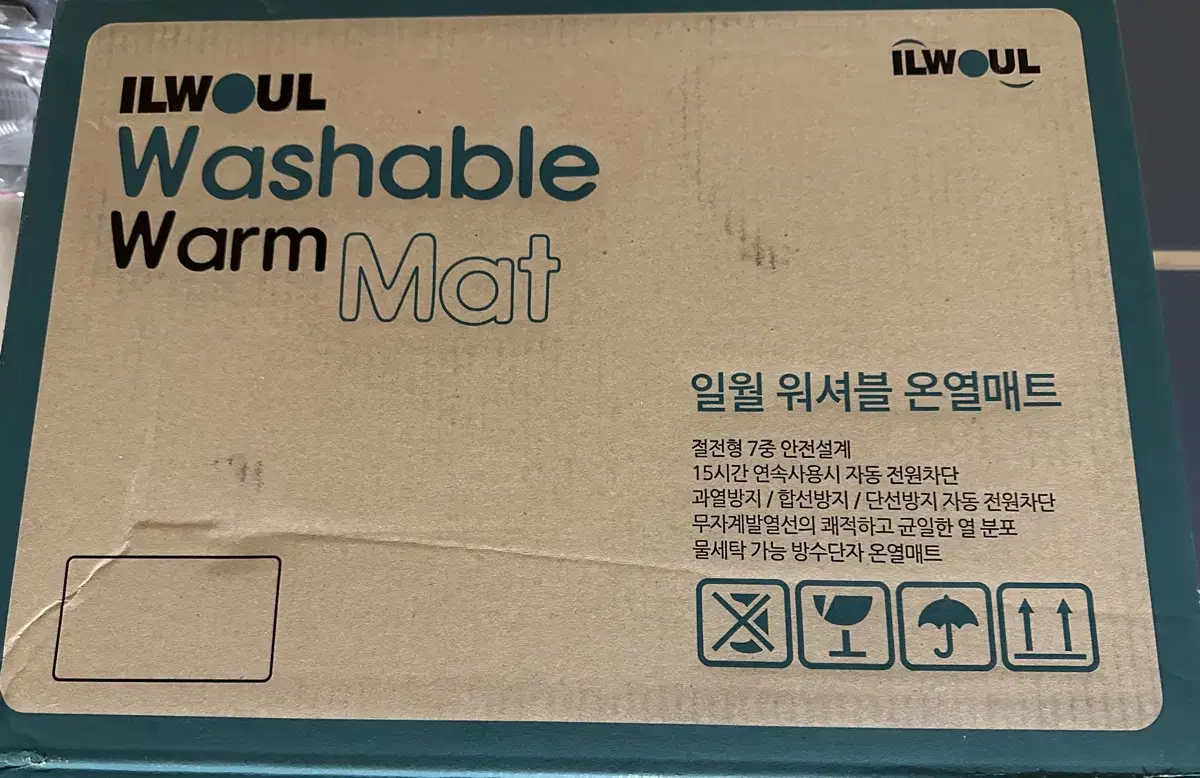 ILWOUL
ILWOUL
Washable
Warm Mat
일월 워셔블 온열매트
절전형 7중 안전설계
15시간 연속사용시 자동 전원차단
과열방지 / 합선방지 / 단선방지 자동 전원차단
무자계발열선의 쾌적하고 균일한 열 분포
물세탁 가능 방수단자 온열매트